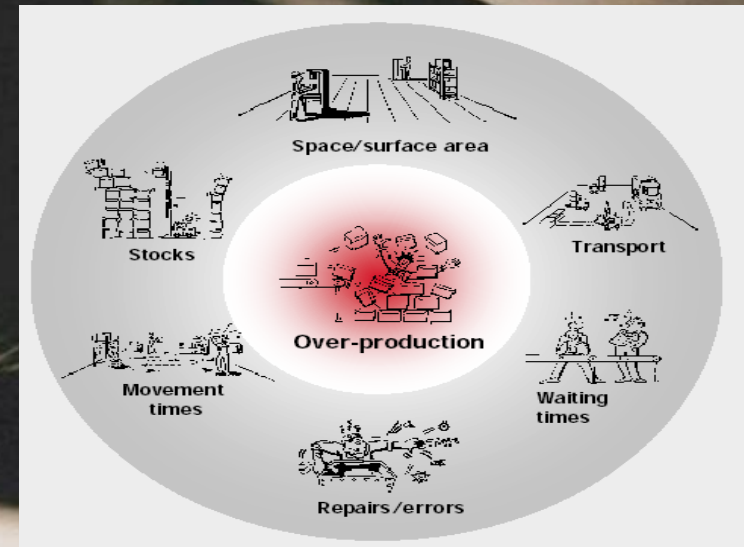 Space/surface area
Stocks
Transport
Over-production
Movement
times
Waiting
times
Repairs/errors